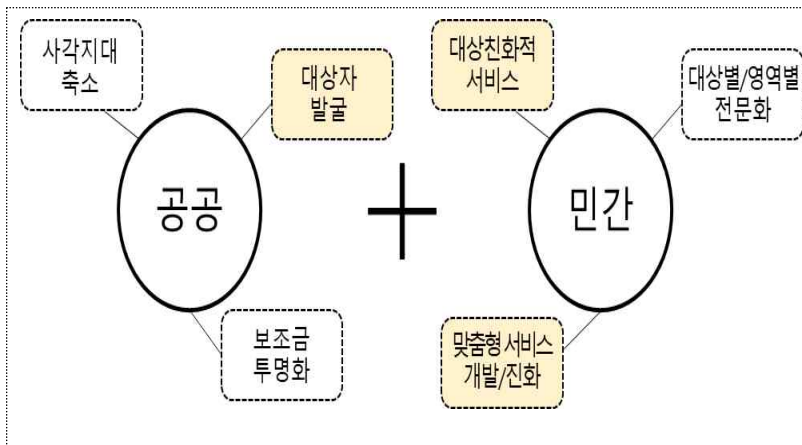 사각지대
축소
대상자
발굴
공공
보조금
투명화
대상친화적
서비스
대상별/영역별
전문화
민간
맞춤형 서비스
개발/진화